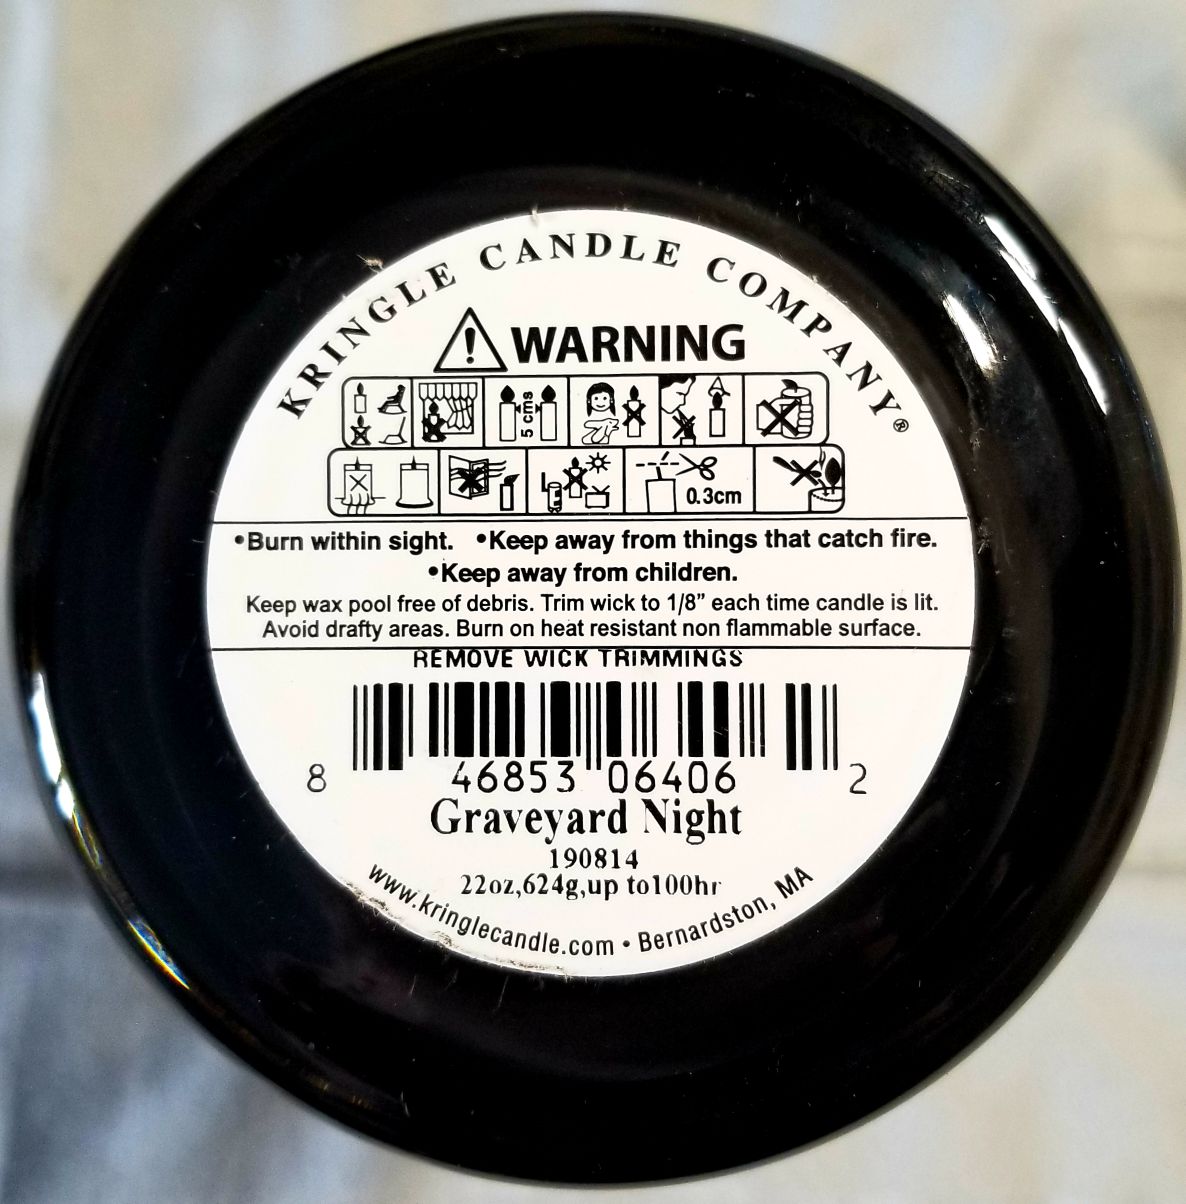 KRINGLE CANDLE COMPANY®
WARNING
5 cms
0.3cm
•Burn within sight. •Keep away from things that catch fire.
•Keep away from children.
Keep wax pool free of debris. Trim wick to 1/8” each time candle is lit.
Avoid drafty areas. Burn on heat resistant non flammable surface.
REMOVE WICK TRIMMINGS
8 46853 06406 2
Graveyard Night
190814
22oz,624g,up to100hr
www.kringlecandle.com • Bernardston, MA